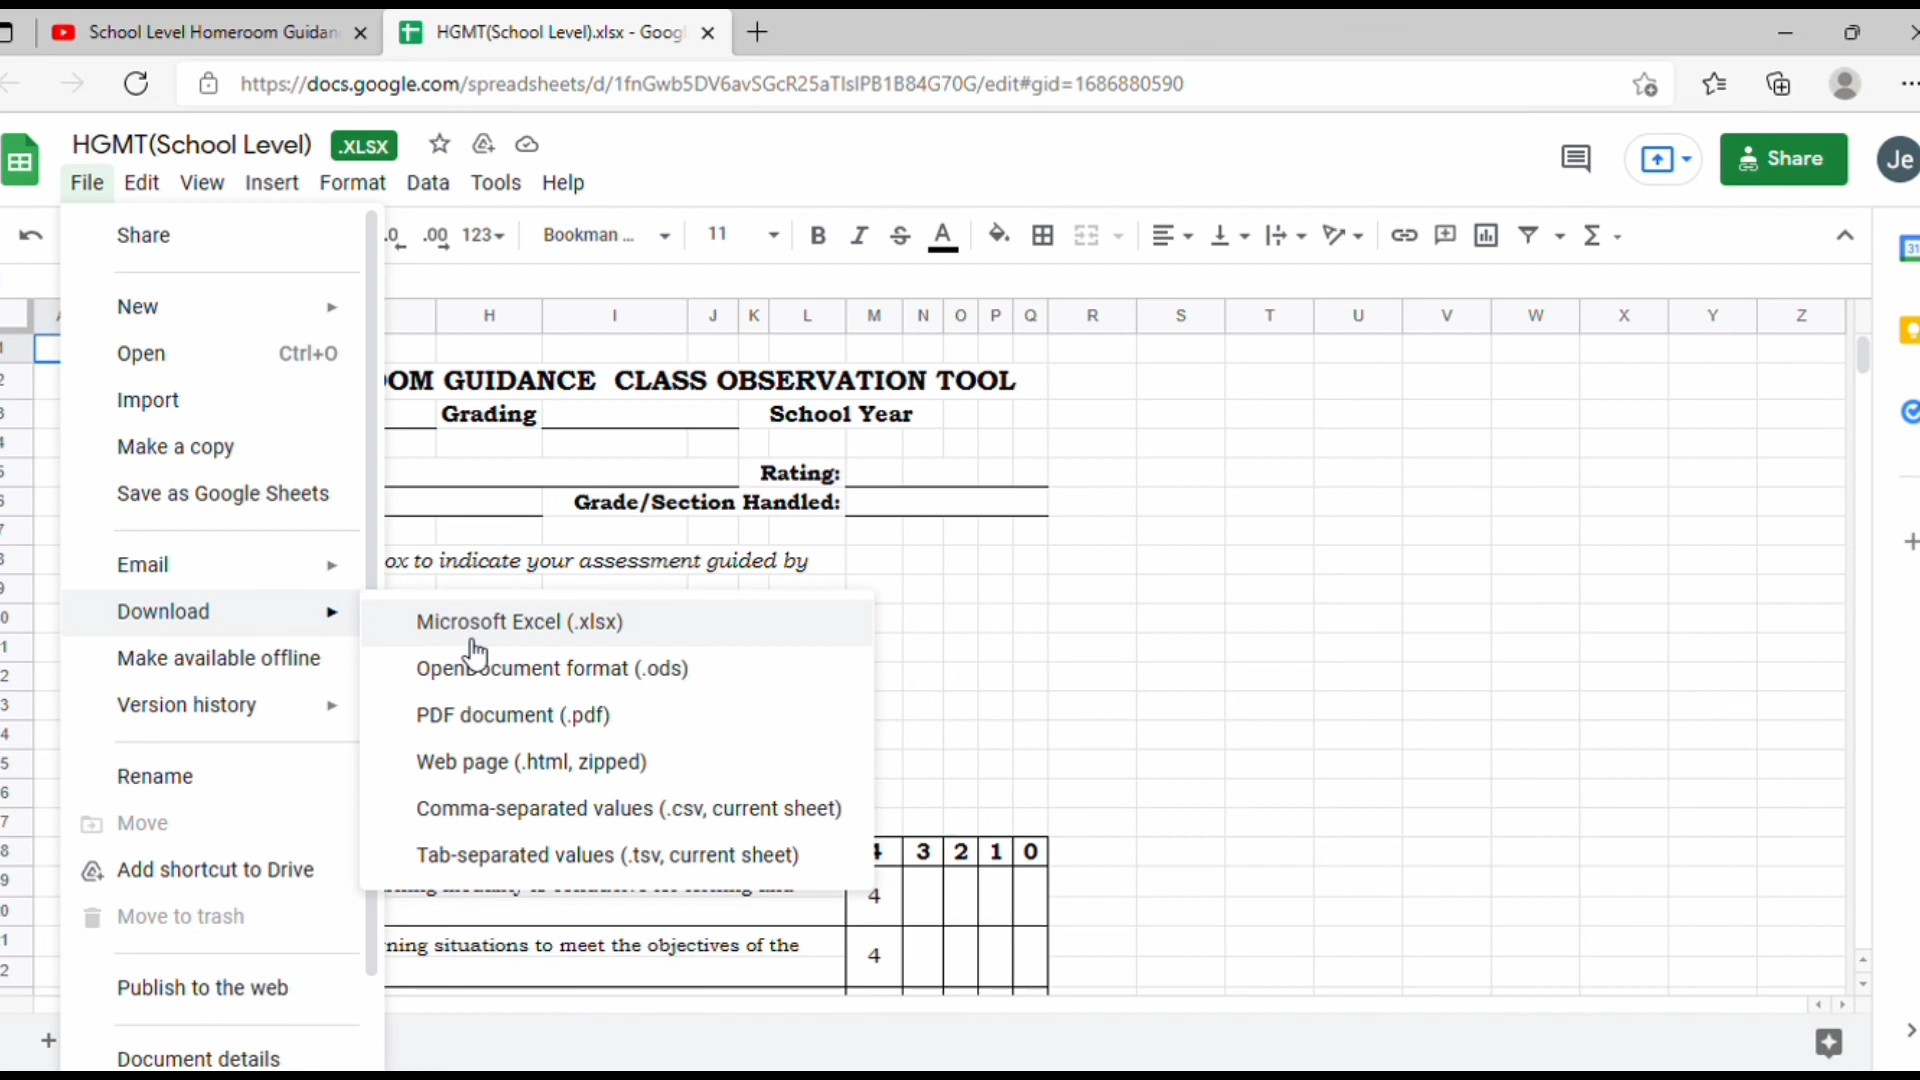 School Level Homeroom Guidan
HGMT(School Level).xlsx - Goog
https://docs.google.com/spreadsheets/d/1fnGwb5DV6avSGcR25aTlsIPB1B84G70G/edit#gid=1686880590
HGMT(School Level) .XLSX
Share
Je
File Edit View Insert Format Data Tools Help
.0 .00 123 Bookman ... 11 B I S A
Share
New
Open Ctrl+O
Import
Make a copy
Save as Google Sheets
Email
Download
Make available offline
Version history
Rename
Move
Add shortcut to Drive
Move to trash
Publish to the web
Document details
Microsoft Excel (.xlsx)
OpenDocument format (.ods)
PDF document (.pdf)
Web page (.html, zipped)
Comma-separated values (.csv, current sheet)
Tab-separated values (.tsv, current sheet)
H I J K L M N O P Q R S T U V W X Y Z
OM GUIDANCE CLASS OBSERVATION TOOL
Grading School Year
Rating:
Grade/Section Handled:
ox to indicate your assessment guided by
4 3 2 1 0
4
ning situations to meet the objectives of the
4
31